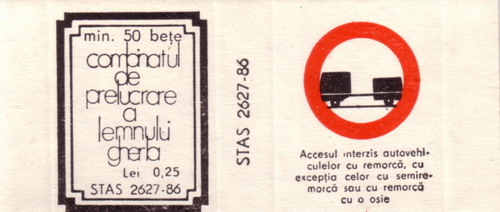 min. 50 bețe
combinatul
de
prelucrare
a
lemnului
gherla
Lei 0,25
STAS 2627-86
STAS 2627-86
Accesul interzis autovehi-
culelor cu remorcă, cu
excepția celor cu semire-
morcă sau cu remorcă
cu o osie